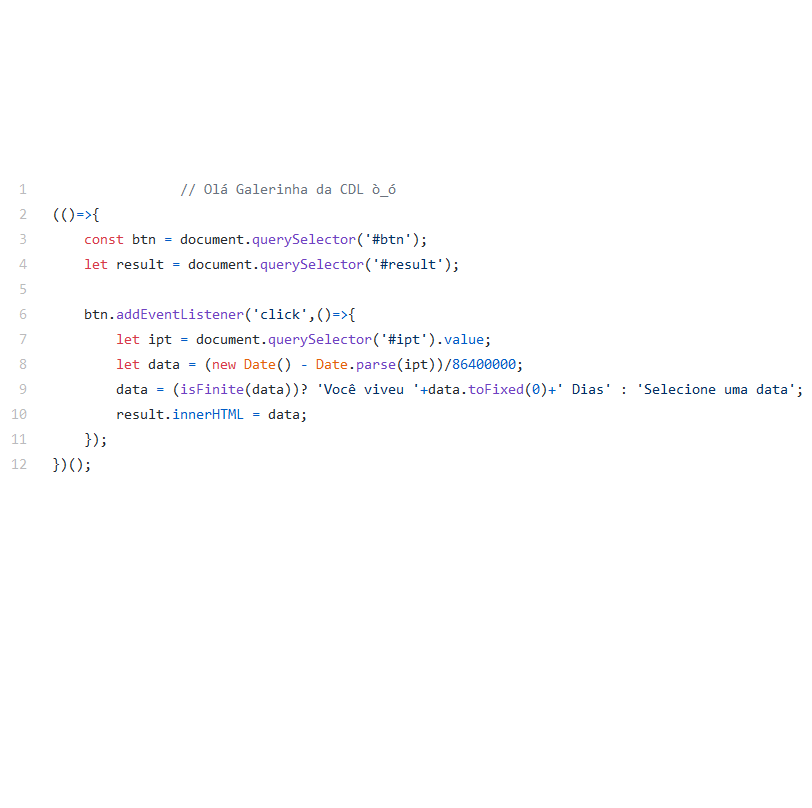 1 // Olá Galerinha da CDL ò_ó
2 (()=>{
3 const btn = document.querySelector('#btn');
4 let result = document.querySelector('#result');
5
6 btn.addEventListener('click',()=>{
7 let ipt = document.querySelector('#ipt').value;
8 let data = (new Date() - Date.parse(ipt))/86400000;
9 data = (isFinite(data))? 'Você viveu '+data.toFixed(0)+' Dias' : 'Selecione uma data';
10 result.innerHTML = data;
11 });
12 })();